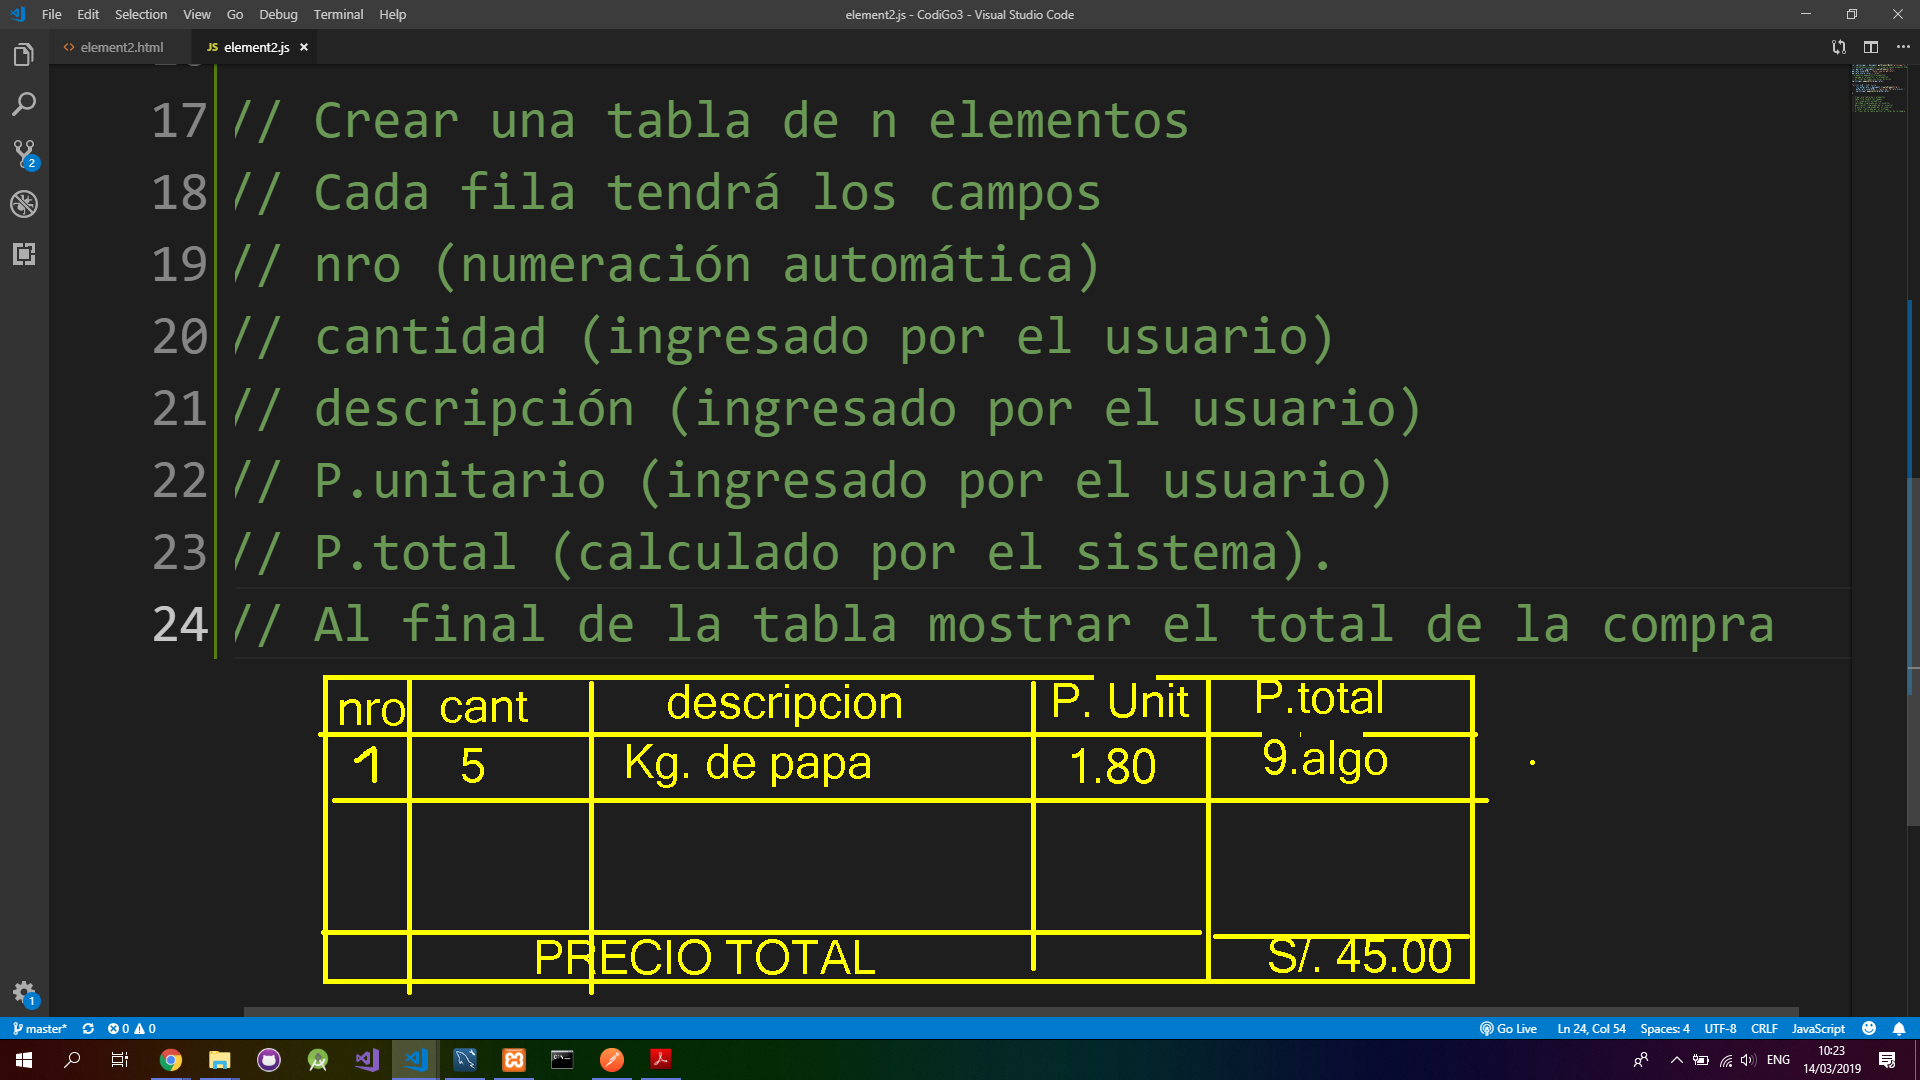 File Edit Selection View Go Debug Terminal Help
element2.js - CodiGo3 - Visual Studio Code
element2.html JS element2.js
17 // Crear una tabla de n elementos
18 // Cada fila tendrá los campos
19 // nro (numeración automática)
20 // cantidad (ingresado por el usuario)
21 // descripción (ingresado por el usuario)
22 // P.unitario (ingresado por el usuario)
23 // P.total (calculado por el sistema).
24 // Al final de la tabla mostrar el total de la compra
nro cant descripcion P. Unit P.total
1 5 Kg. de papa 1.80 9.algo
PRECIO TOTAL S/. 45.00
2
1
master* 0 0 Go Live Ln 24, Col 54 Spaces: 4 UTF-8 CRLF JavaScript
ENG 10:23
14/03/2019